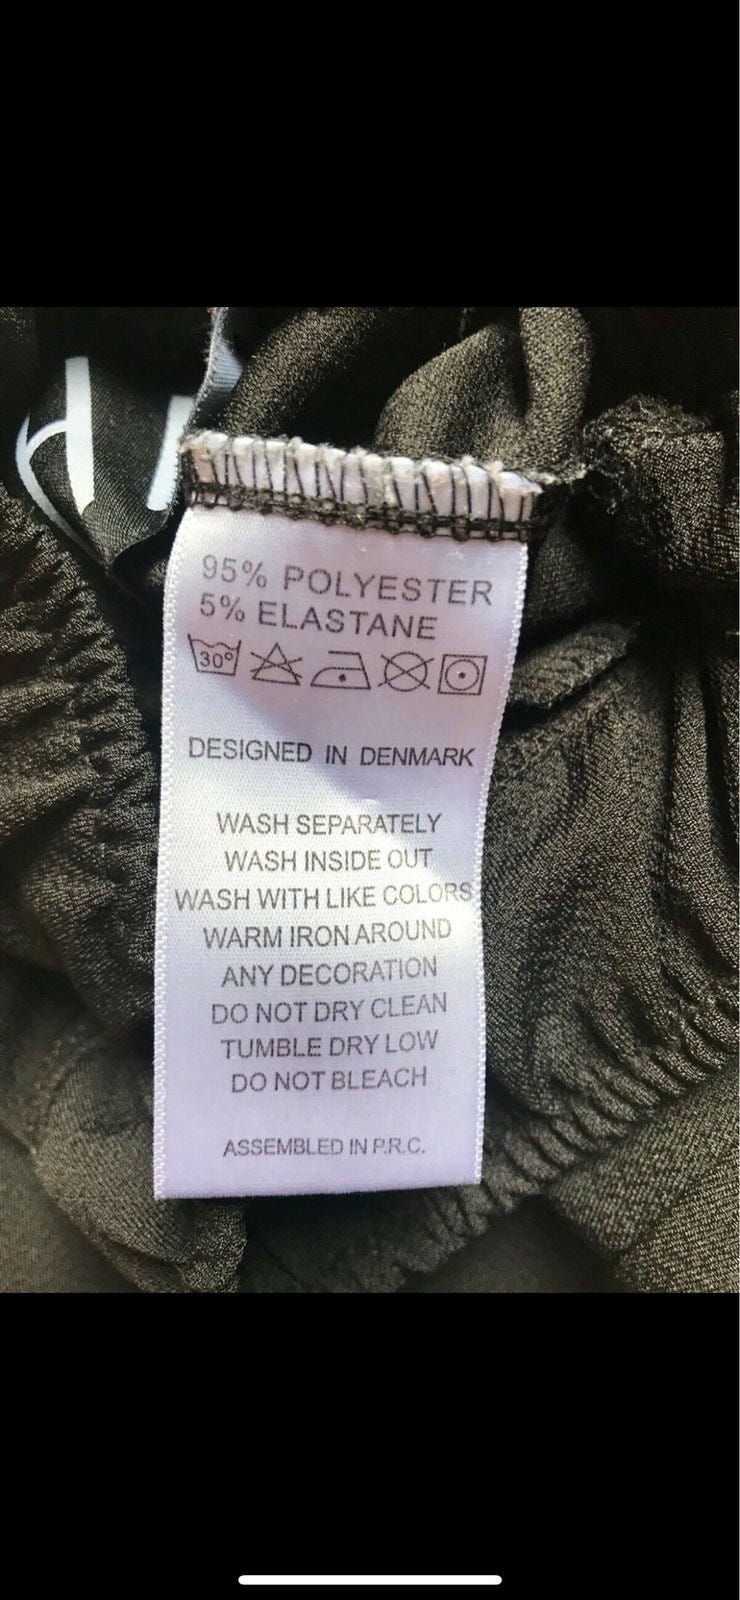 95% POLYESTER
5% ELASTANE
30°
DESIGNED IN DENMARK
WASH SEPARATELY
WASH INSIDE OUT
WASH WITH LIKE COLORS
WARM IRON AROUND
ANY DECORATION
DO NOT DRY CLEAN
TUMBLE DRY LOW
DO NOT BLEACH
ASSEMBLED IN P.R.C.